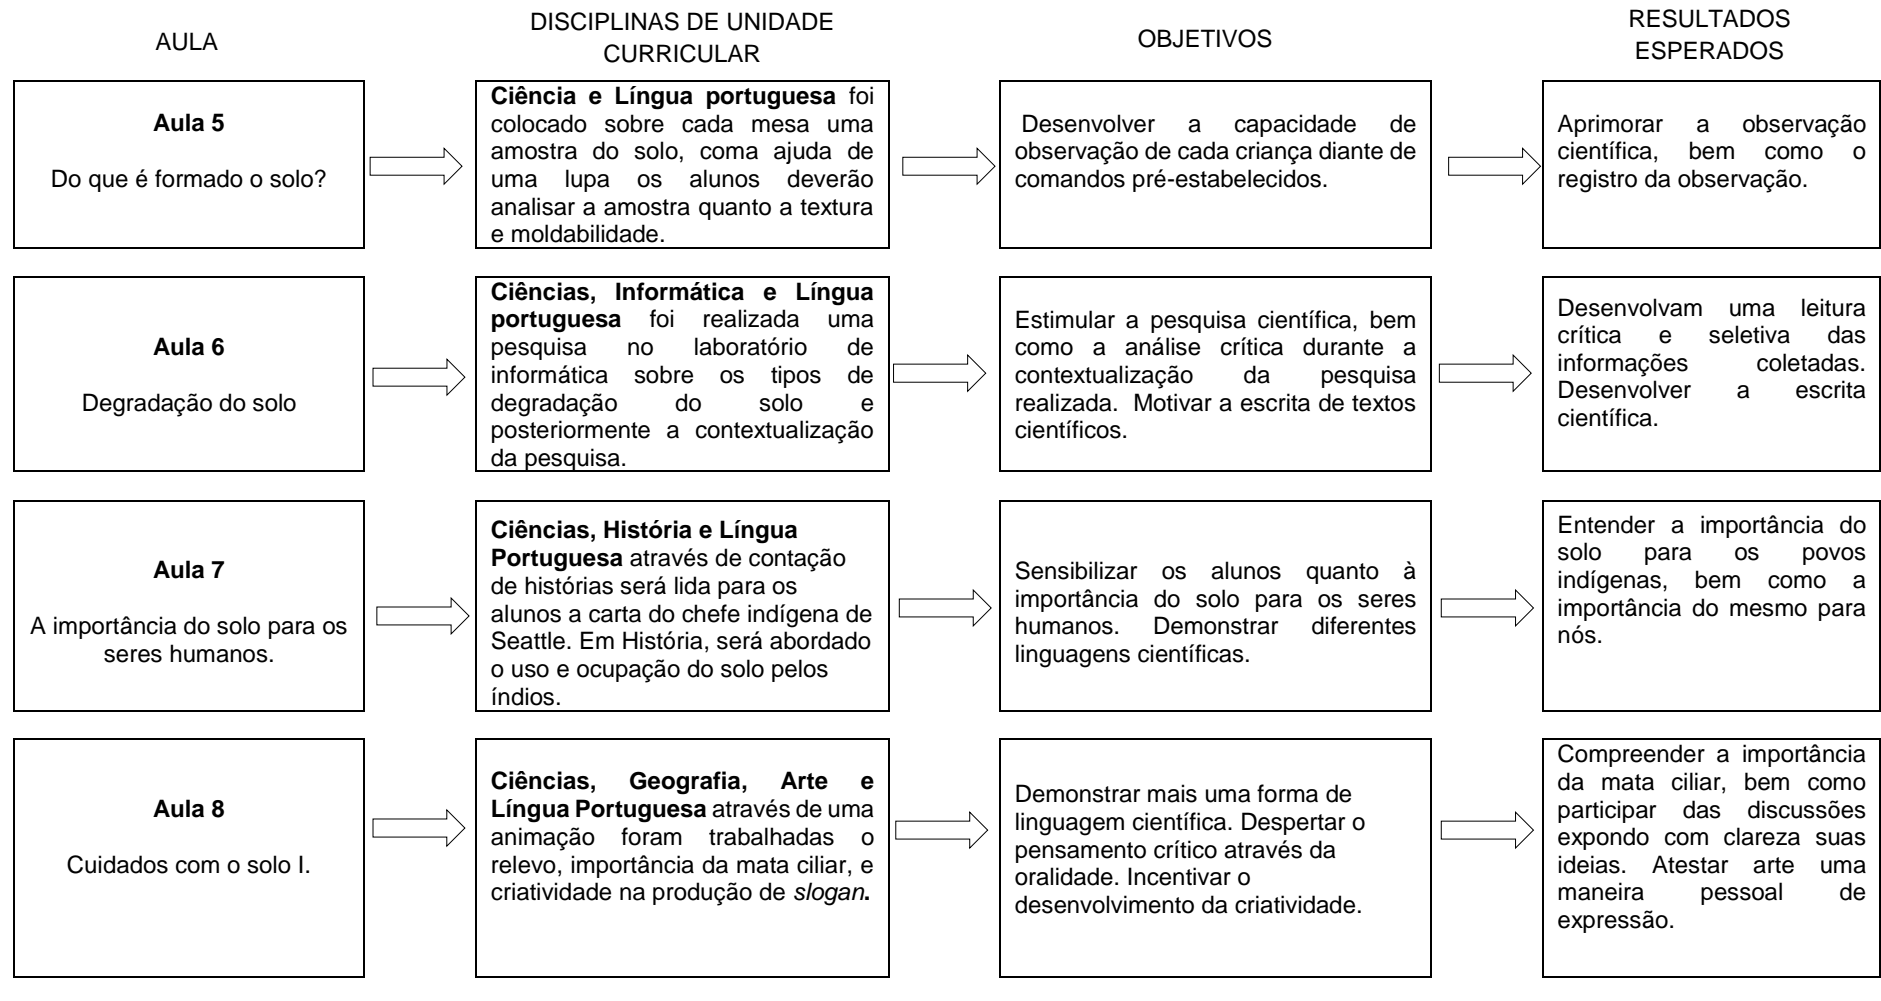 AULA
DISCIPLINAS DE UNIDADE
CURRICULAR
OBJETIVOS
RESULTADOS
ESPERADOS
Aula 5
Do que é formado o solo?
Ciência e Língua portuguesa foi
colocado sobre cada mesa uma
amostra do solo, coma ajuda de
uma lupa os alunos deverão
analisar a amostra quanto a textura
e moldabilidade.
Desenvolver a capacidade de
observação de cada criança diante de
comandos pré-estabelecidos.
Aprimorar a observação
científica, bem como o
registro da observação.
Aula 6
Degradação do solo
Ciências, Informática e Língua
portuguesa foi realizada uma
pesquisa no laboratório de
informática sobre os tipos de
degradação do solo e
posteriormente a contextualização
da pesquisa.
Estimular a pesquisa científica, bem
como a análise crítica durante a
contextualização da pesquisa
realizada. Motivar a escrita de textos
científicos.
Desenvolvam uma leitura
crítica e seletiva das
informações coletadas.
Desenvolver a escrita
científica.
Aula 7
A importância do solo para os
seres humanos.
Ciências, História e Língua
Portuguesa através de contação
de histórias será lida para os
alunos a carta do chefe indígena de
Seattle. Em História, será abordado
o uso e ocupação do solo pelos
índios.
Sensibilizar os alunos quanto à
importância do solo para os seres
humanos. Demonstrar diferentes
linguagens científicas.
Entender a importância do
solo para os povos
indígenas, bem como a
importância do mesmo para
nós.
Aula 8
Cuidados com o solo I.
Ciências, Geografia, Arte e
Língua Portuguesa através de uma
animação foram trabalhadas o
relevo, importância da mata ciliar, e
criatividade na produção de slogan.
Demonstrar mais uma forma de
linguagem científica. Despertar o
pensamento crítico através da
oralidade. Incentivar o
desenvolvimento da criatividade.
Compreender a importância
da mata ciliar, bem como
participar das discussões
expondo com clareza suas
ideias. Atestar arte uma
maneira pessoal de
expressão.